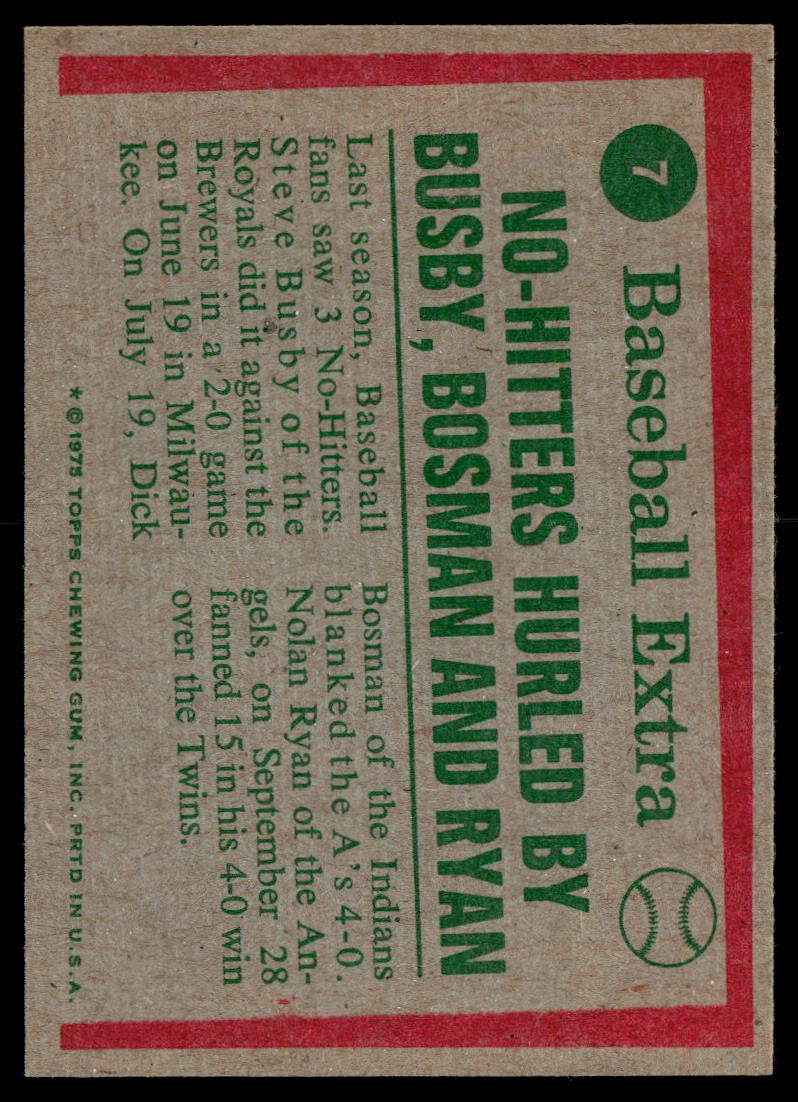 7 Baseball Extra
NO-HITTERS HURLED BY
BUSBY, BOSMAN AND RYAN
Last season, Baseball
fans saw 3 No-Hitters.
Steve Busby of the
Royals did it against the
Brewers in a 2-0 game
on June 19 in Milwau-
kee. On July 19, Dick
Bosman of the Indians
blanked the A's 4-0.
Nolan Ryan of the An-
gels, on September 28
fanned 15 in his 4-0 win
over the Twins.
* © 1975 TOPPS CHEWING GUM, INC. PRTD IN U.S.A.